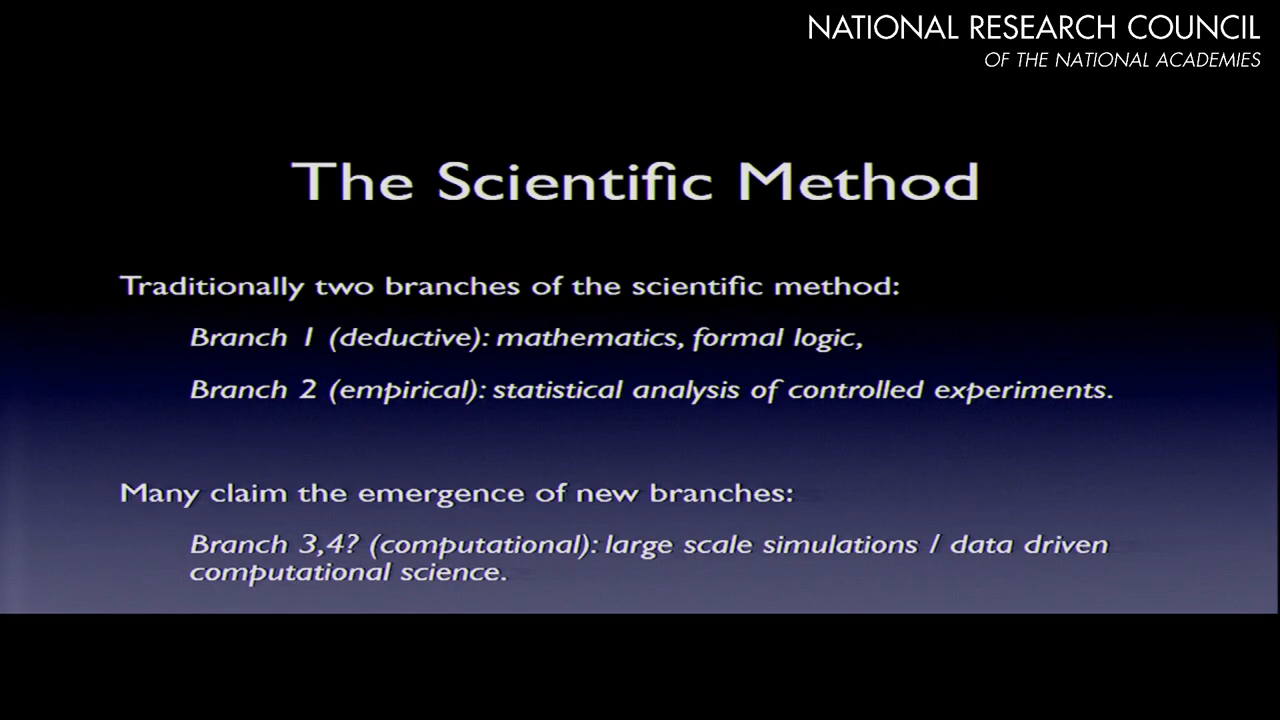 NATIONAL RESEARCH COUNCIL
OF THE NATIONAL ACADEMIES
The Scientific Method
Traditionally two branches of the scientific method:
Branch 1 (deductive): mathematics, formal logic,
Branch 2 (empirical): statistical analysis of controlled experiments.
Many claim the emergence of new branches:
Branch 3,4? (computational): large scale simulations / data driven
computational science.